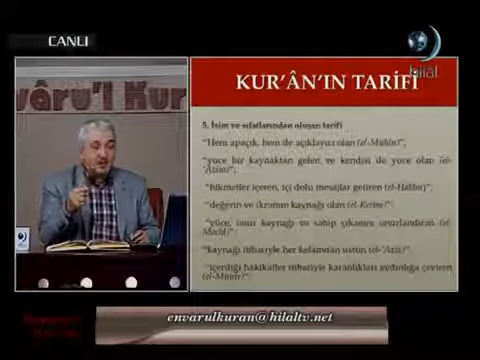 CANLI
hilal
vâru'l Kur
KUR'ÂN'IN TARİFİ
5. İsim ve sıfatlarından oluşan tarifi
"Hem apaçık, hem de açıklayıcı olan (el-Mübîn)",
"yüce bir kaynaktan gelen ve kendisi de yüce olan (el-'Azîm)",
"hikmetler içeren, içi dolu mesajlar getiren (el-Hakîm)",
"değerin ve ikramın kaynağı olan (el-Kerîm)",
"yüce, onur kaynağı ve sahip çıkanını onurlandıran (el-Mecîd)",
"kaynağı itibariyle her kelamdan üstün (el-'Azîz)",
"içerdiği hakikatler itibariyle karanlıkları aydınlığa çeviren (el-Münîr)"
envarulkuran@hilaltv.net